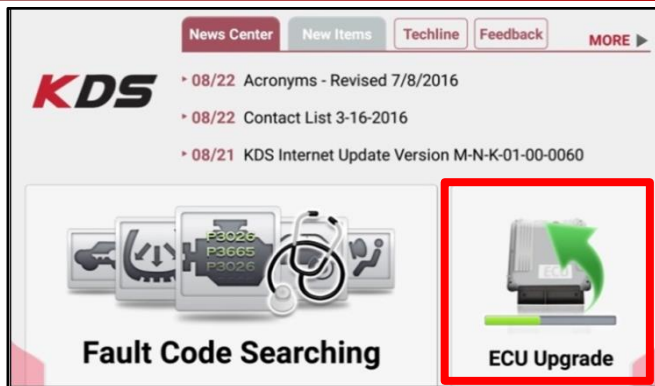 News Center New Items Techline Feedback MORE
KDS
08/22 Acronyms - Revised 7/8/2016
08/22 Contact List 3-16-2016
08/21 KDS Internet Update Version M-N-K-01-00-0060
P3026
P3665
P3026
ECU
Fault Code Searching
ECU Upgrade